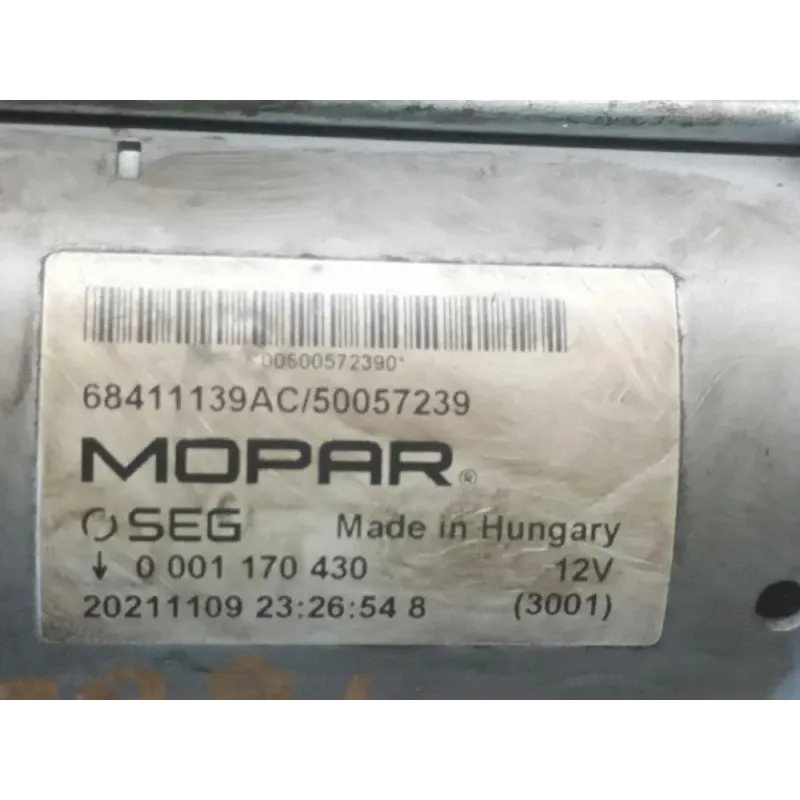 *00500572390*
68411139AC/50057239
MOPAR®
SEG Made in Hungary
↓ 0 001 170 430 12V
20211109 23:26:54 8 (3001)